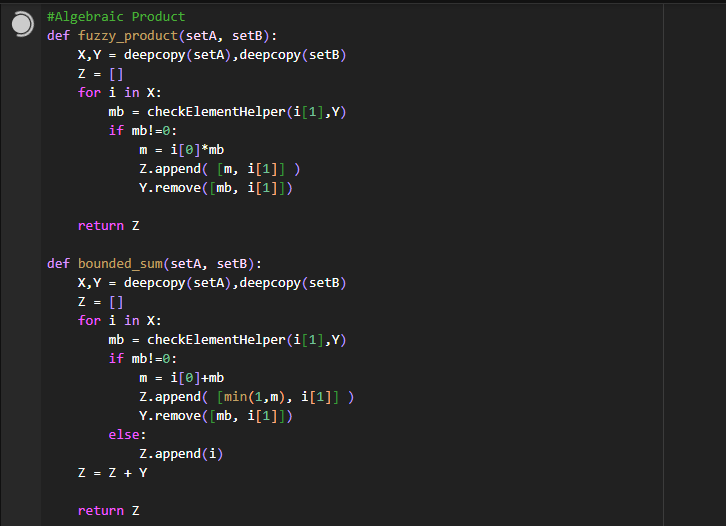 #Algebraic Product
def fuzzy_product(setA, setB):
    X,Y = deepcopy(setA),deepcopy(setB)
    Z = []
    for i in X:
        mb = checkElementHelper(i[1],Y)
        if mb!=0:
            m = i[0]*mb
            Z.append( [m, i[1]] )
            Y.remove([mb, i[1]])

    return Z

def bounded_sum(setA, setB):
    X,Y = deepcopy(setA),deepcopy(setB)
    Z = []
    for i in X:
        mb = checkElementHelper(i[1],Y)
        if mb!=0:
            m = i[0]+mb
            Z.append( [min(1,m), i[1]] )
            Y.remove([mb, i[1]])
        else:
            Z.append(i)
    Z = Z + Y

    return Z